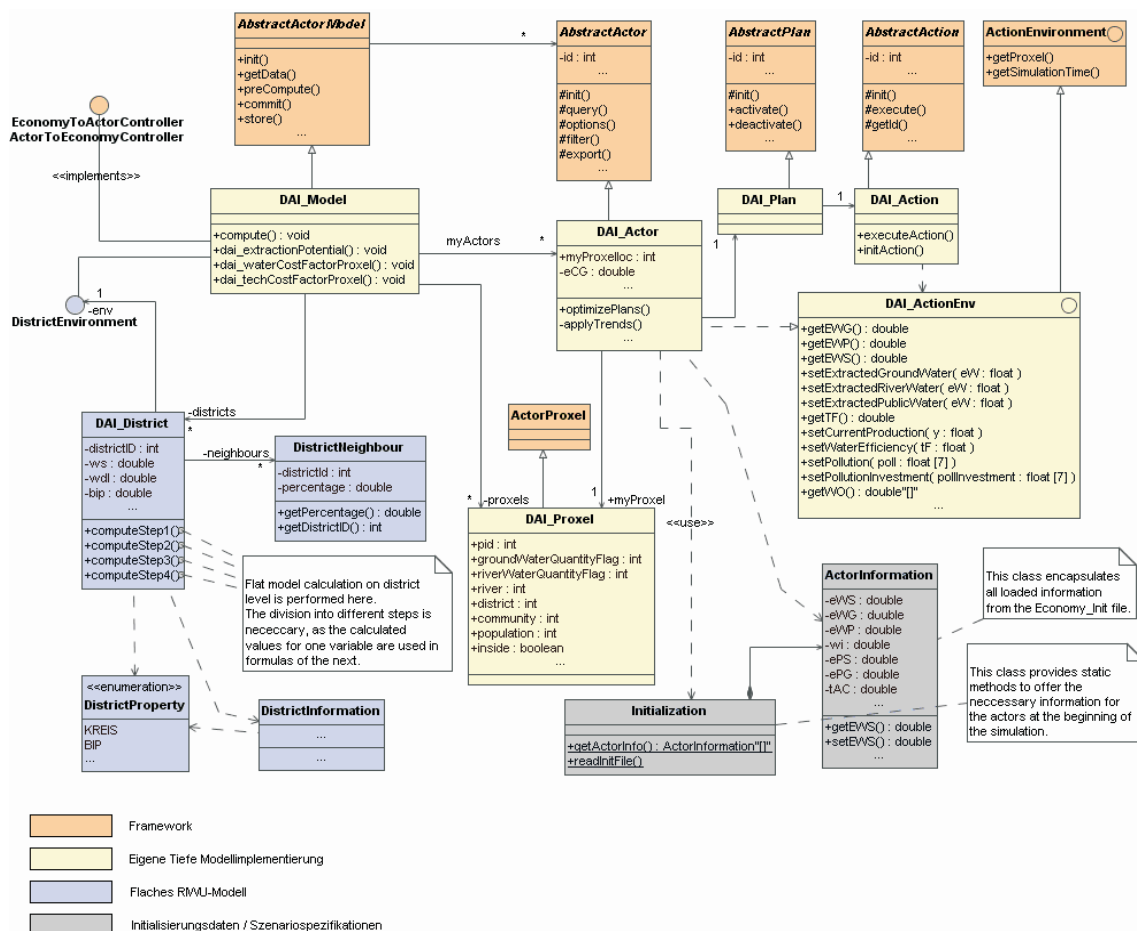 AbstractActorModel
+init()
+getData()
+preCompute()
+commit()
+store()
...
*
AbstractActor
-id : int
...
#init()
#query()
#options()
#filter()
#export()
...
AbstractPlan
-id : int
...
#init()
+activate()
+deactivate()
AbstractAction
-id : int
...
#init()
#execute()
#getId()
...
ActionEnvironment
+getProxel()
+getSimulationTime()
EconomyToActorController
ActorToEconomyController
<<implements>>
DAI_Model
+compute() : void
+dai_extractionPotential() : void
+dai_waterCostFactorProxel() : void
+dai_techCostFactorProxel() : void
myActors
*
DAI_Actor
+myProxelloc : int
-eCG : double
...
+optimizePlans()
-applyTrends()
...
1
DAI_Plan
1
DAI_Action
+executeAction()
+initAction()
1
-env
DistrictEnvironment
DAI_ActionEnv
+getEWG() : double
+getEWP() : double
+getEWS() : double
+setExtractedGroundWater( eW : float )
+setExtractedRiverWater( eW : float )
+setExtractedPublicWater( eW : float )
+getTF() : double
+setCurrentProduction( y : float )
+setWaterEfficiency( tF : float )
+setPollution( poll : float [7] )
+setPollutionInvestment( pollInvestment : float [7] )
+getWO() : double"[]"
...
-districts
*
DAI_District
-districtID : int
-ws : double
-wdl : double
-bip : double
...
+computeStep1()
+computeStep2()
+computeStep3()
+computeStep4()
-neighbours
*
DistrictNeighbour
-districtId : int
-percentage : double
+getPercentage() : double
+getDistrictID() : int
ActorProxel
*
-proxels
1
+myProxel
<<use>>
DAI_Proxel
+pid : int
+groundWaterQuantityFlag : int
+riverWaterQuantityFlag : int
+river : int
+district : int
+community : int
+population : int
+inside : boolean
...
Flat model calculation on district
level is performed here.
The division into different steps is
nececcary, as the calculated
values for one variable are used in
formulas of the next.
ActorInformation
-eWS : double
-eWG : double
-eWP : double
-wi : double
-ePS : double
-ePG : double
-tAC : double
...
+getEWS() : double
+setEWS() : double
...
This class encapsulates
all loaded information
from the Economy_Init file.
This class provides static
methods to offer the
neccessary information for
the actors at the beginning of
the simulation.
<<enumeration>>
DistrictProperty
KREIS
BIP
...
DistrictInformation
...
...
Initialization
+getActorInfo() : ActorInformation"[]"
+readInitFile()
Framework
Eigene Tiefe Modellimplementierung
Flaches RIWU-Modell
Initialisierungsdaten / Szenariospezifikationen